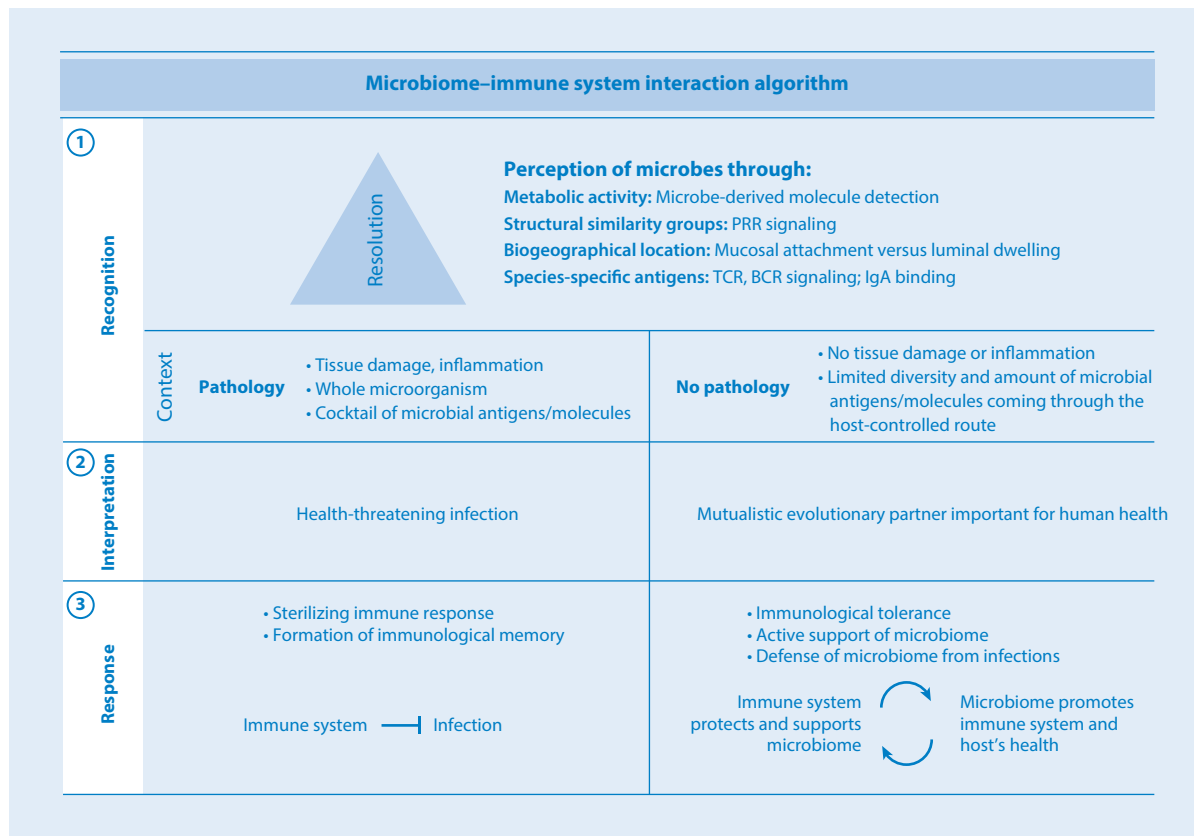 Microbiome–immune system interaction algorithm
1
Recognition
Resolution
Perception of microbes through:
Metabolic activity: Microbe-derived molecule detection
Structural similarity groups: PRR signaling
Biogeographical location: Mucosal attachment versus luminal dwelling
Species-specific antigens: TCR, BCR signaling; IgA binding
Context
Pathology
• Tissue damage, inflammation
• Whole microorganism
• Cocktail of microbial antigens/molecules
No pathology
• No tissue damage or inflammation
• Limited diversity and amount of microbial
antigens/molecules coming through the
host-controlled route
2
Interpretation
Health-threatening infection
Mutualistic evolutionary partner important for human health
3
Response
• Sterilizing immune response
• Formation of immunological memory
Immune system
Infection
• Immunological tolerance
• Active support of microbiome
• Defense of microbiome from infections
Immune system
protects and supports
microbiome
Microbiome promotes
immune system and
host's health